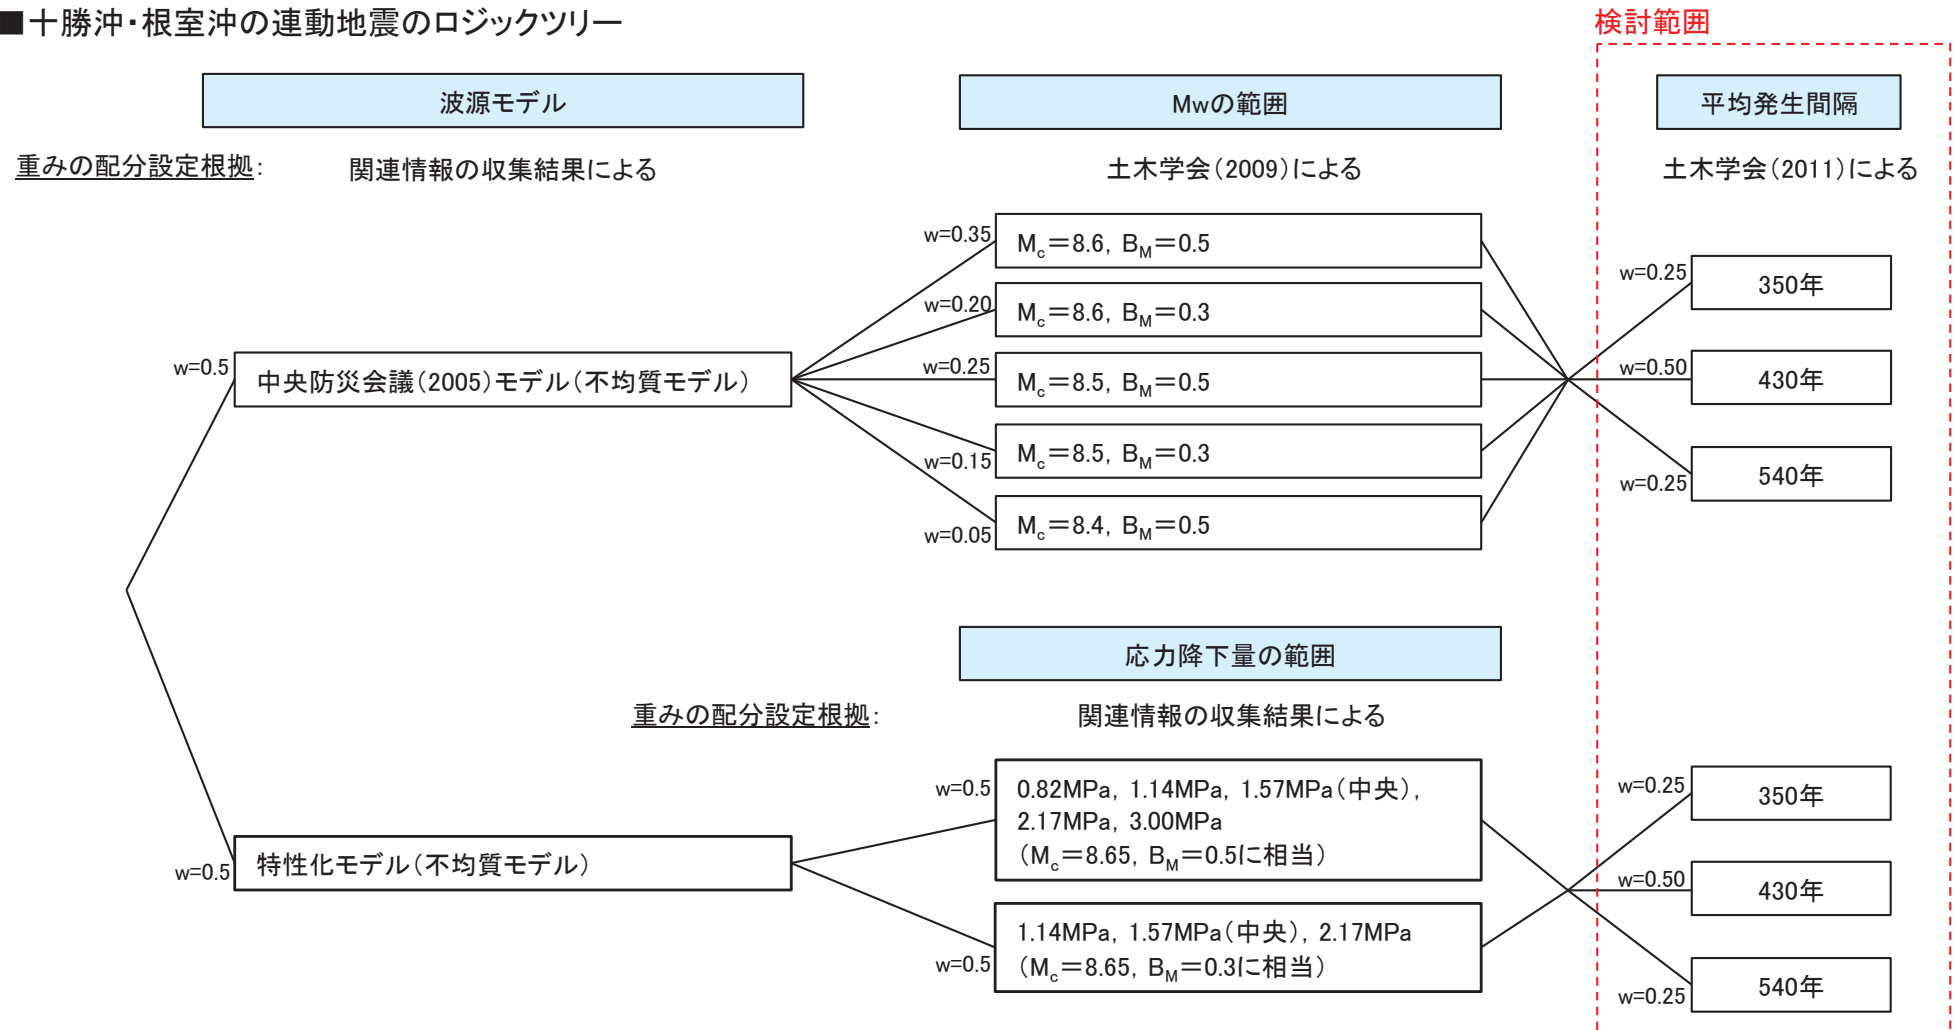 ■十勝沖・根室沖の連動地震のロジックツリー
検討範囲
波源モデル
Mwの範囲
平均発生間隔
重みの配分設定根拠:
関連情報の収集結果による
土木学会(2009)による
土木学会(2011)による
w=0.35
Mc=8.6, BM=0.5
w=0.20
Mc=8.6, BM=0.3
w=0.25
Mc=8.5, BM=0.5
w=0.15
Mc=8.5, BM=0.3
w=0.05
Mc=8.4, BM=0.5
w=0.25
350年
w=0.50
430年
w=0.25
540年
w=0.5
中央防災会議(2005)モデル(不均質モデル)
応力降下量の範囲
重みの配分設定根拠:
関連情報の収集結果による
w=0.5
0.82MPa, 1.14MPa, 1.57MPa(中央),
2.17MPa, 3.00MPa
(Mc=8.65, BM=0.5に相当)
w=0.5
特性化モデル(不均質モデル)
w=0.5
1.14MPa, 1.57MPa(中央), 2.17MPa
(Mc=8.65, BM=0.3に相当)
w=0.25
350年
w=0.50
430年
w=0.25
540年